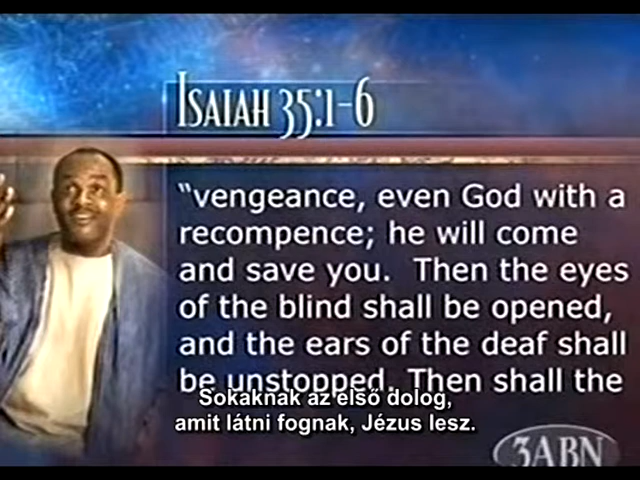 ISAIAH 35:1-6
“vengeance, even God with a
recompence; he will come
and save you. Then the eyes
of the blind shall be opened,
and the ears of the deaf shall
be unstopped. Then shall the
Sokaknak az első dolog,
amit látni fognak, Jézus lesz.
3ABN